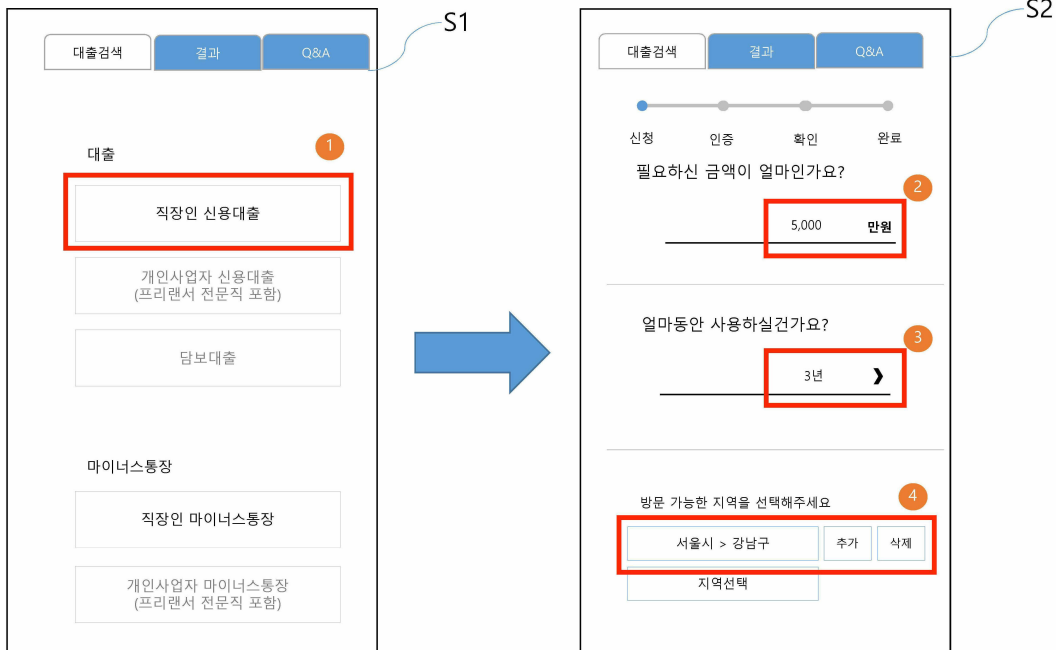 S1
대출검색
결과
Q&A
대출
1
직장인 신용대출
개인사업자 신용대출
(프리랜서 전문직 포함)
담보대출
마이너스통장
직장인 마이너스통장
개인사업자 마이너스통장
(프리랜서 전문직 포함)
S2
대출검색
결과
Q&A
신청
인증
확인
완료
필요하신 금액이 얼마인가요?
2
5,000 만원
얼마동안 사용하실건가요?
3
3년 ❯
방문 가능한 지역을 선택해주세요
4
서울시 > 강남구
추가
삭제
지역선택